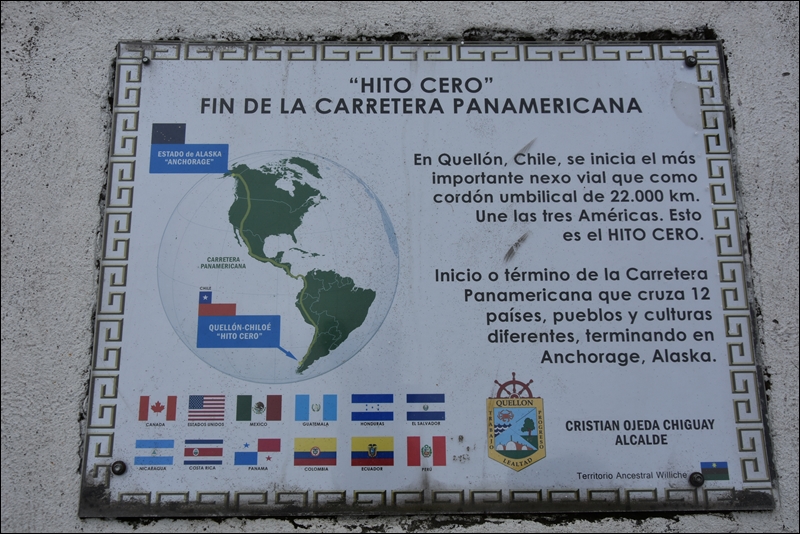 “HITO CERO”
FIN DE LA CARRETERA PANAMERICANA
ESTADO de ALASKA
"ANCHORAGE"
CARRETERA
PANAMERICANA
CHILE
QUELLÓN-CHILOÉ
"HITO CERO"
En Quellón, Chile, se inicia el más
importante nexo vial que como
cordón umbilical de 22.000 km.
Une las tres Américas. Esto
es el HITO CERO.
Inicio o término de la Carretera
Panamericana que cruza 12
países, pueblos y culturas
diferentes, terminando en
Anchorage, Alaska.
CANADA
ESTADOS UNIDOS
MEXICO
GUATEMALA
HONDURAS
EL SALVADOR
NICARAGUA
COSTA RICA
PANAMA
COLOMBIA
ECUADOR
PERU
QUELLON
TRABAJO
PROGRESO
LEALTAD
CRISTIAN OJEDA CHIGUAY
ALCALDE
Territorio Ancestral Williche